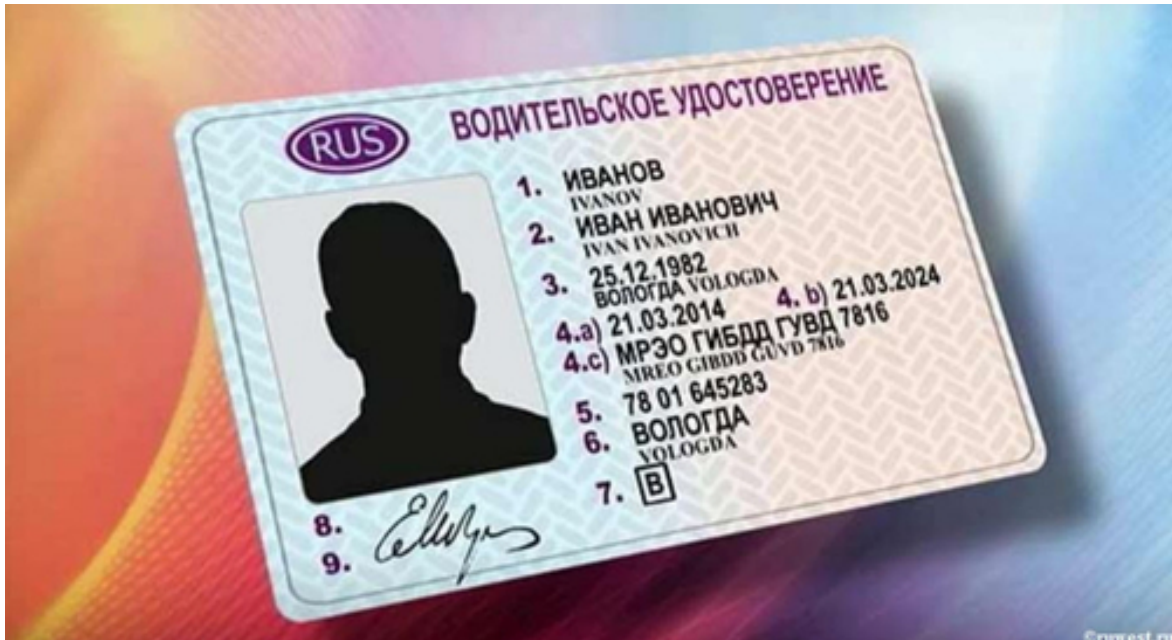 RUS
ВОДИТЕЛЬСКОЕ УДОСТОВЕРЕНИЕ
1. ИВАНОВ
IVANOV
2. ИВАН ИВАНОВИЧ
IVAN IVANOVICH
3. 25.12.1982
ВОЛОГДА VOLOGDA
4.a) 21.03.2014 4. b) 21.03.2024
4.c) МРЭО ГИБДД ГУВД 7816
MREO GIBDD GUVD 7816
5. 78 01 645283
6. ВОЛОГДА
VOLOGDA
7. B
8.
9.